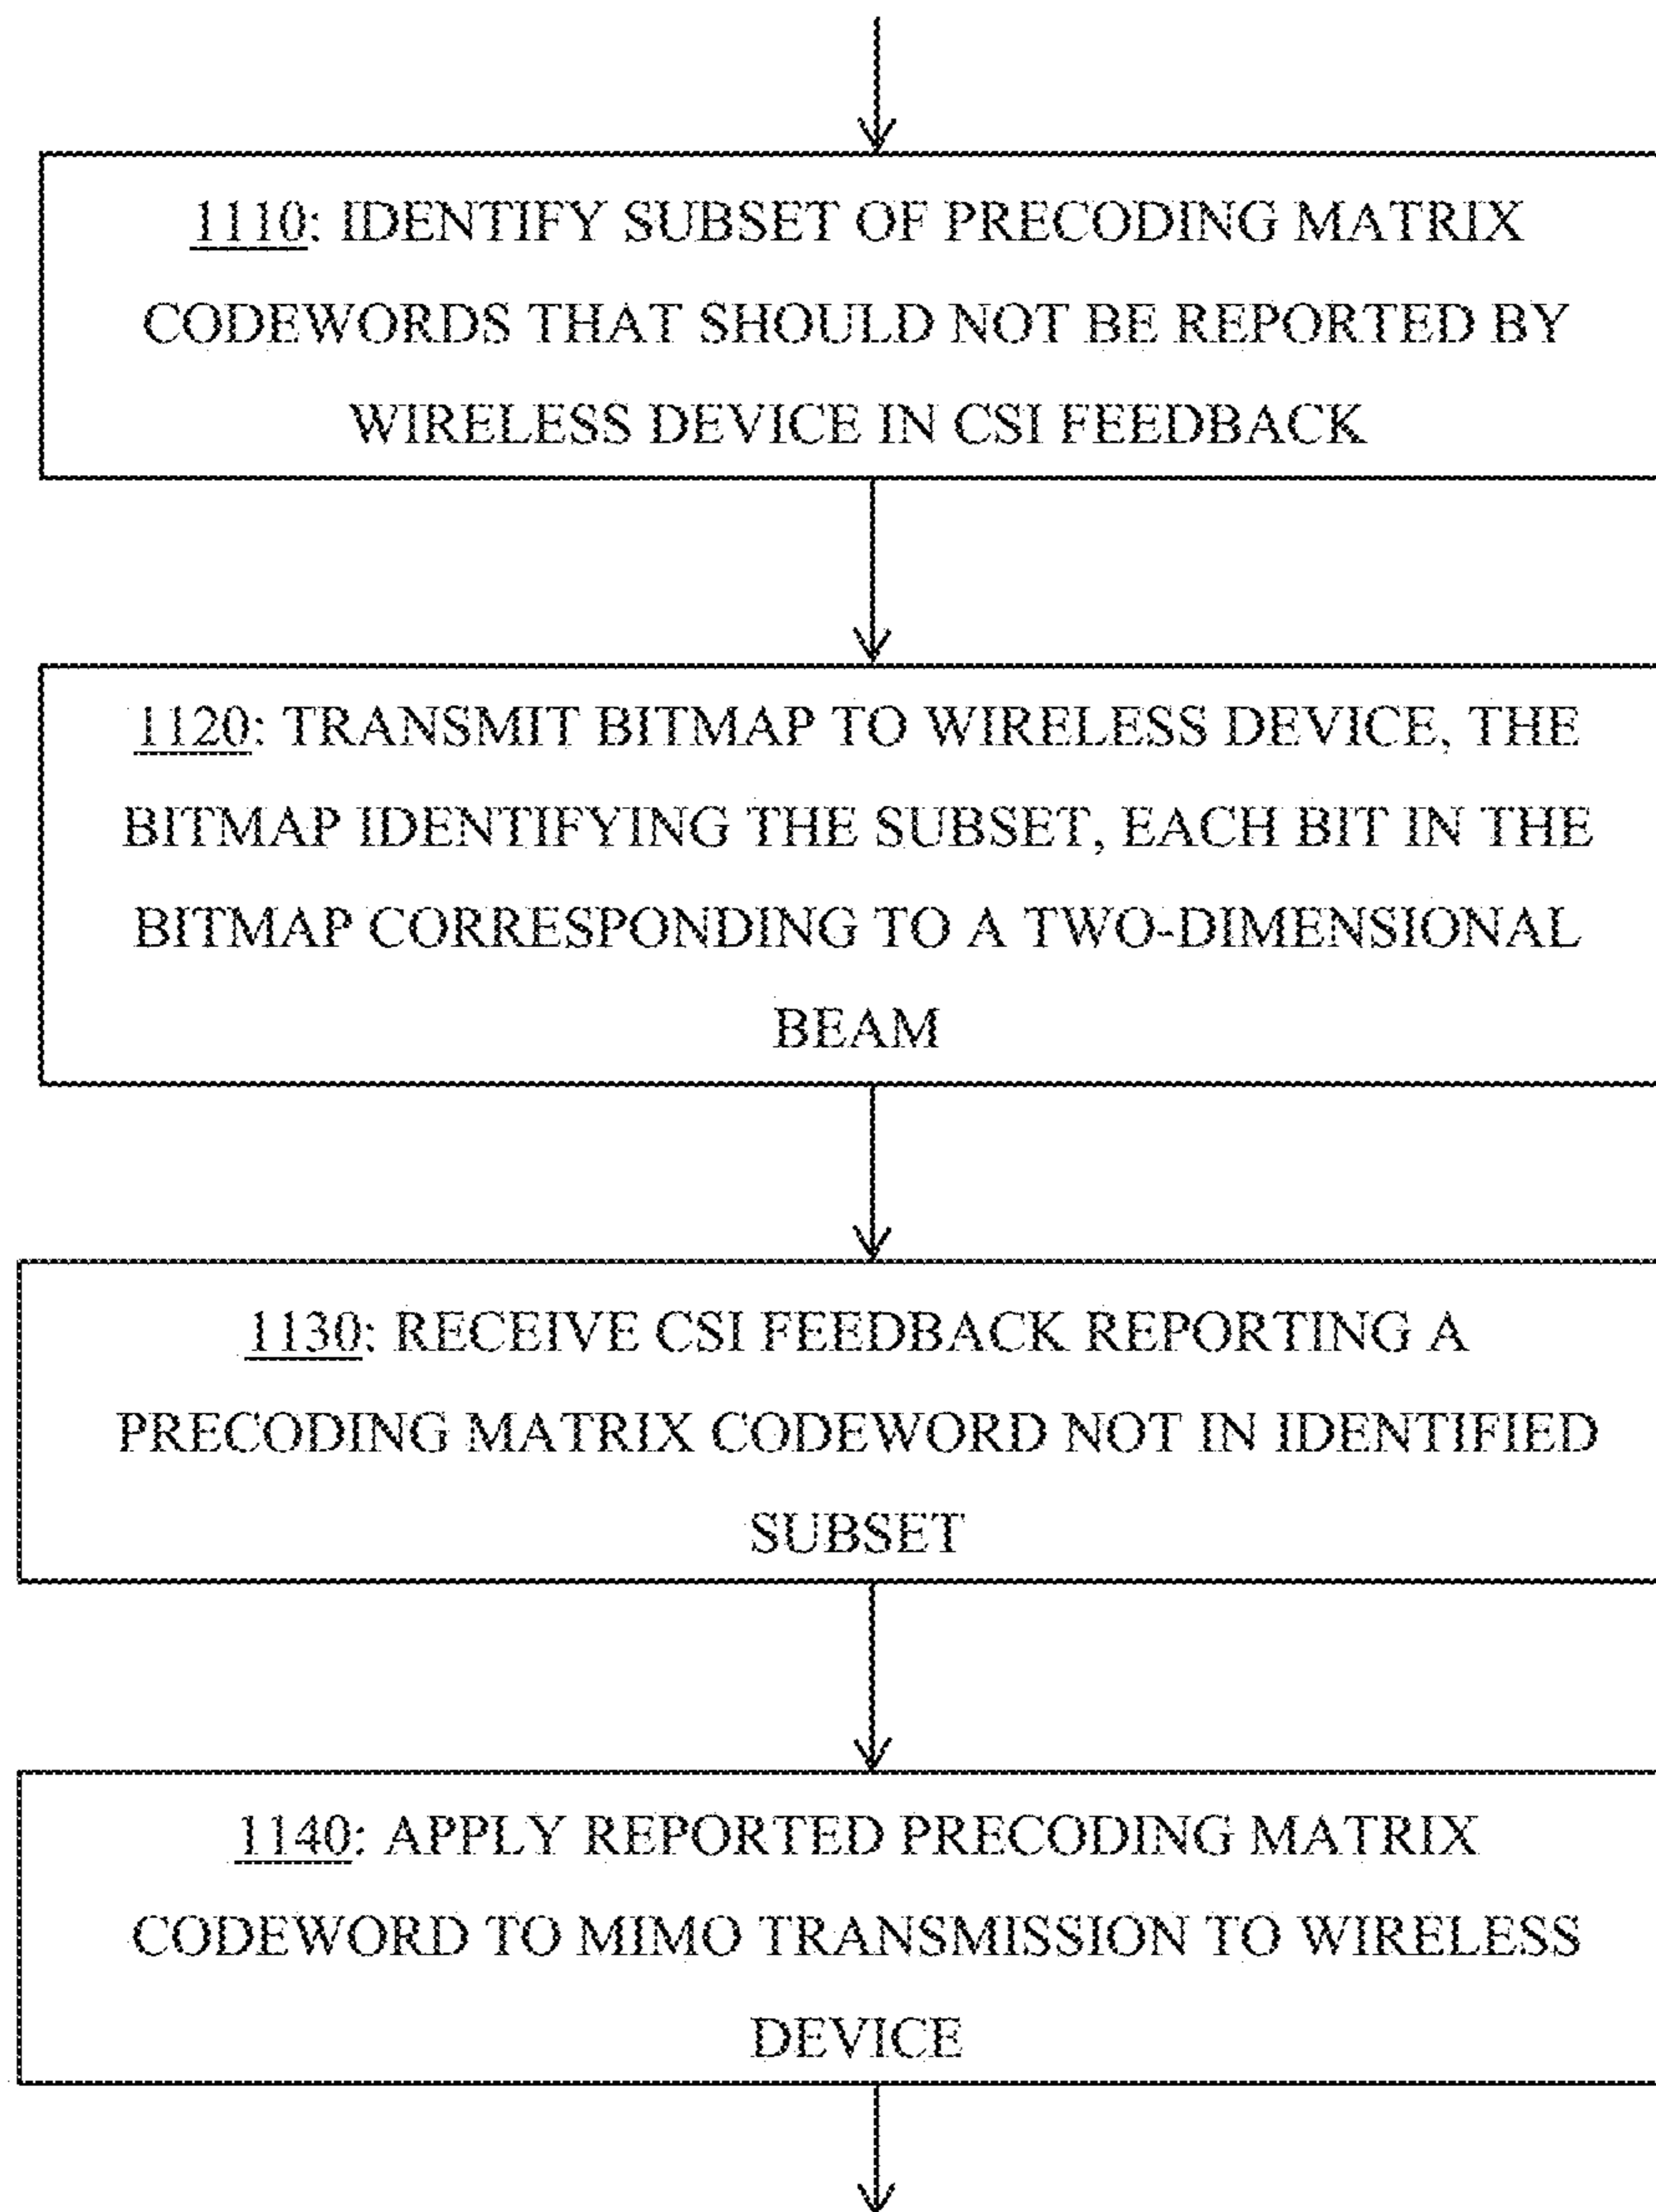 1110: IDENTIFY SUBSET OF PRECODING MATRIX
CODEWORDS THAT SHOULD NOT BE REPORTED BY
WIRELESS DEVICE IN CSI FEEDBACK
1120: TRANSMIT BITMAP TO WIRELESS DEVICE, THE
BITMAP IDENTIFYING THE SUBSET, EACH BIT IN THE
BITMAP CORRESPONDING TO A TWO-DIMENSIONAL
BEAM
1130: RECEIVE CSI FEEDBACK REPORTING A
PRECODING MATRIX CODEWORD NOT IN IDENTIFIED
SUBSET
1140: APPLY REPORTED PRECODING MATRIX
CODEWORD TO MIMO TRANSMISSION TO WIRELESS
DEVICE